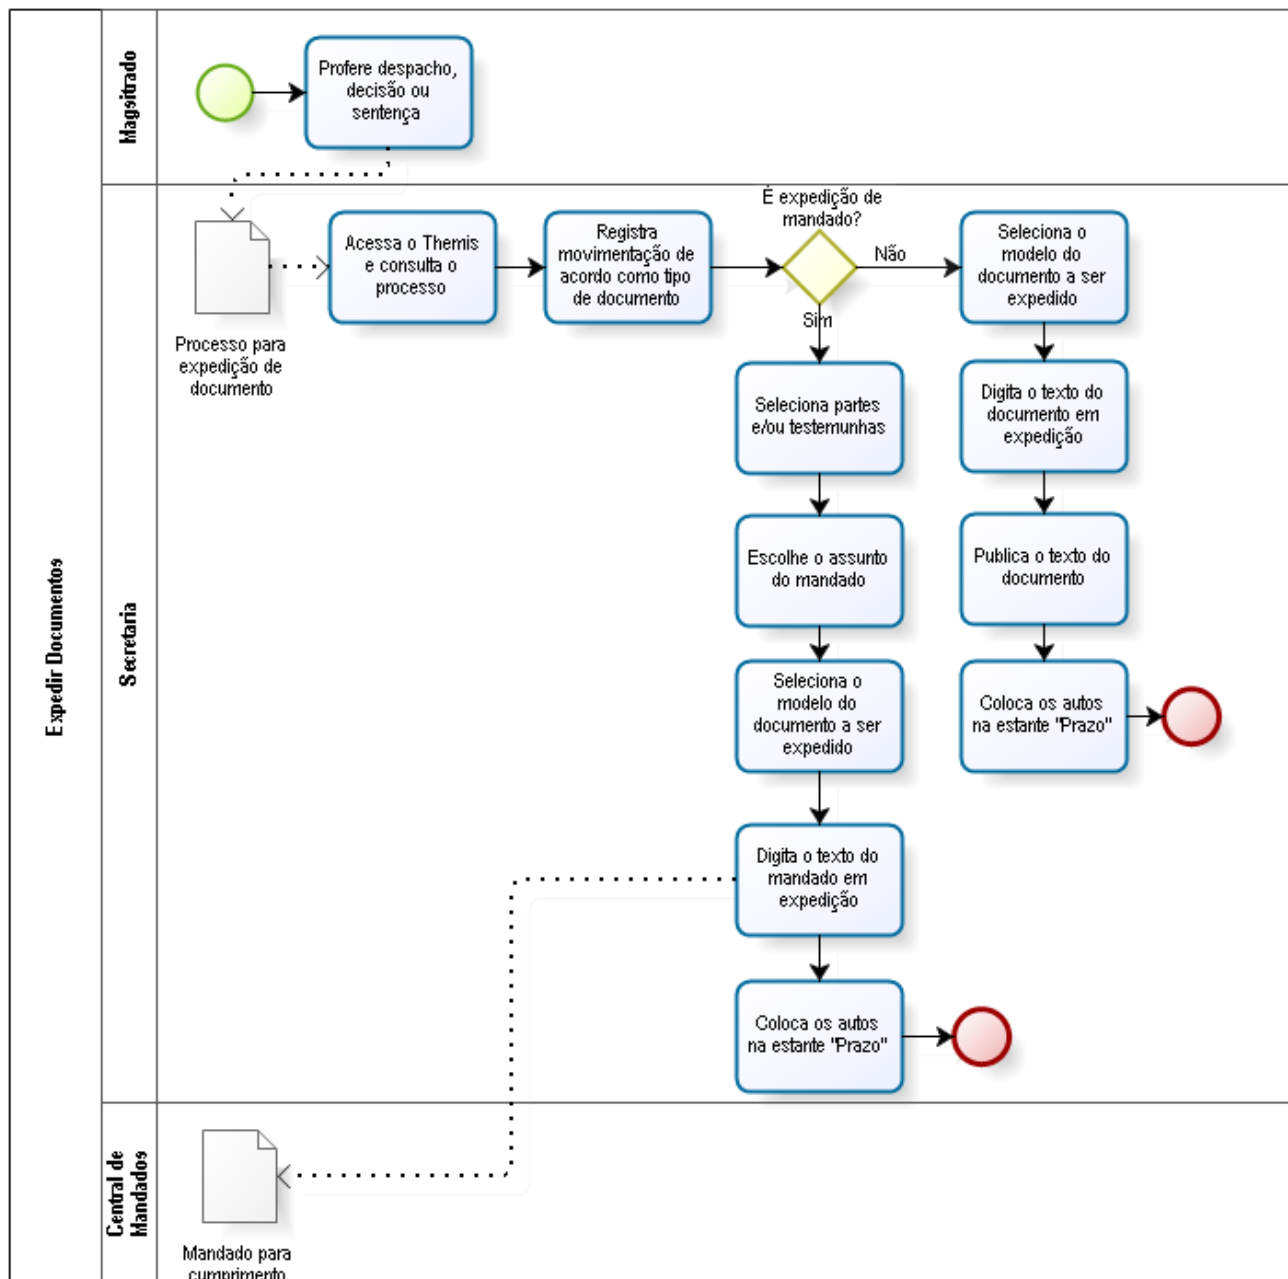 Expedir Documentos
Magsitrado
Profere despacho,
decisão ou
sentença
Secretaria
Processo para
expedição de
documento
Acessa o Themis
e consulta o
processo
Registra
movimentação de
acordo como tipo
de documento
É expedição de
mandado?
Não
Sim
Seleciona o
modelo do
documento a ser
expedido
Digita o texto do
documento em
expedição
Publica o texto do
documento
Coloca os autos
na estante "Prazo"
Seleciona partes
e/ou testemunhas
Escolhe o assunto
do mandado
Seleciona o
modelo do
documento a ser
expedido
Digita o texto do
mandado em
expedição
Coloca os autos
na estante "Prazo"
Central de
Mandados
Mandado para
cumprimento